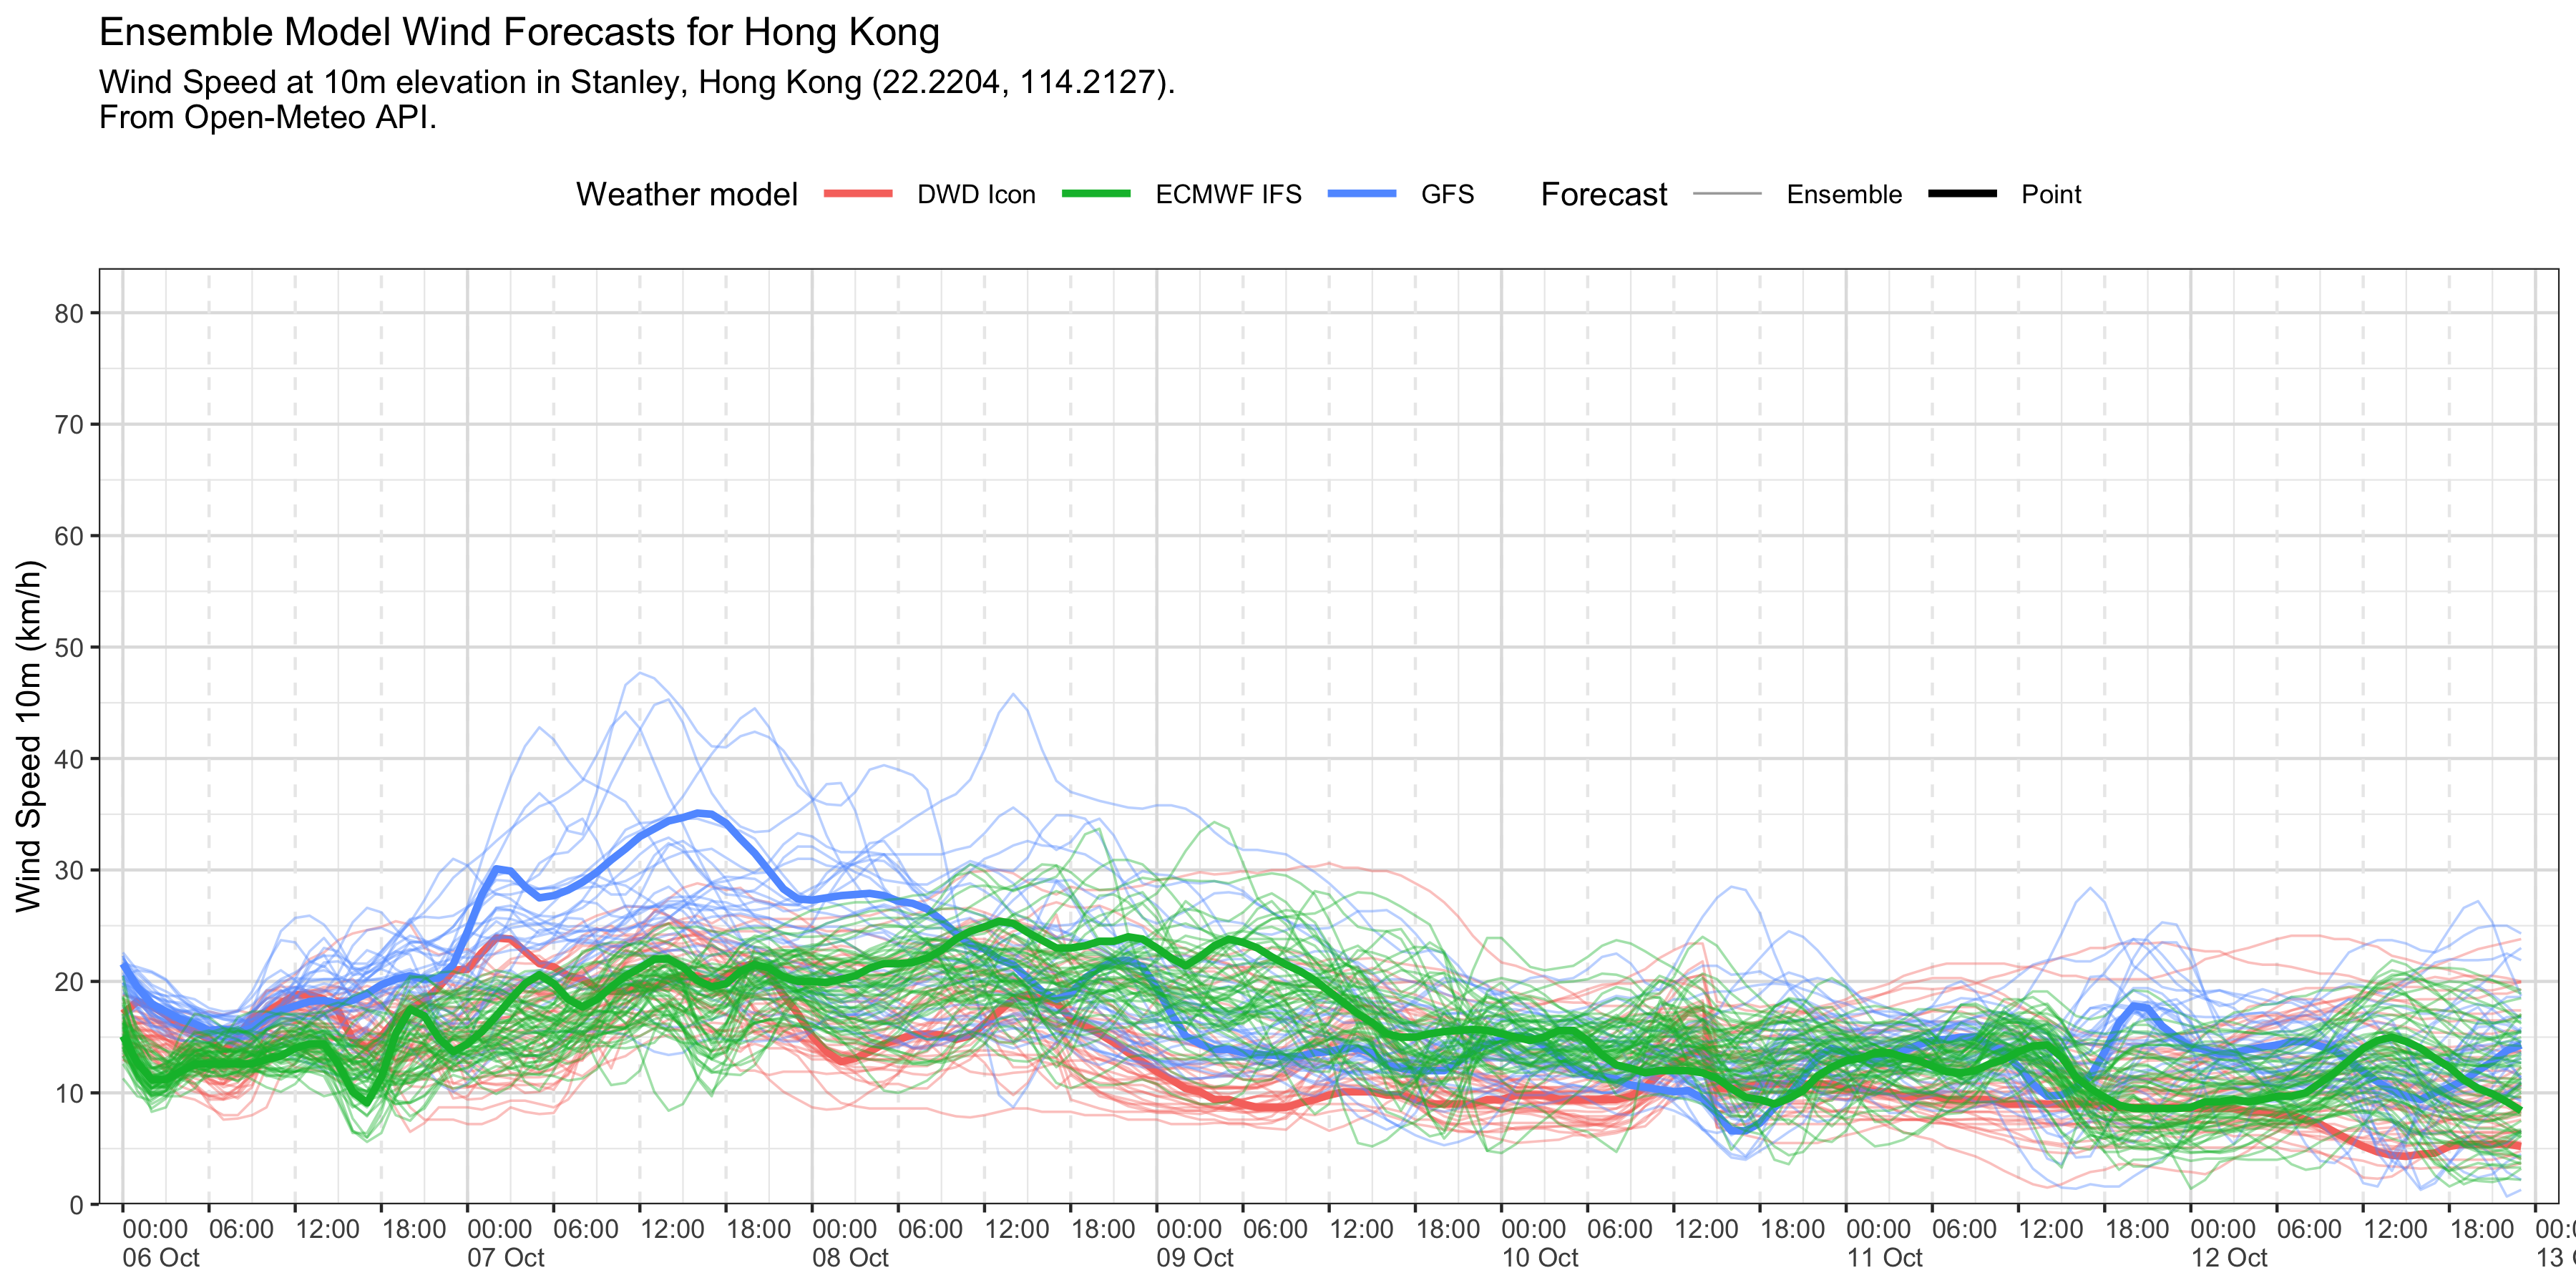 Ensemble Model Wind Forecasts for Hong Kong
Wind Speed at 10m elevation in Stanley, Hong Kong (22.2204, 114.2127).
From Open-Meteo API.
Weather model DWD Icon ECMWF IFS GFS Forecast Ensemble Point
Wind Speed 10m (km/h)
80
70
60
50
40
30
20
10
0
00:00 06:00 12:00 18:00 00:00 06:00 12:00 18:00 00:00 06:00 12:00 18:00 00:00 06:00 12:00 18:00 00:00 06:00 12:00 18:00 00:00 06:00 12:00 18:00 00:00 06:00 12:00 18:00 00:0
06 Oct 07 Oct 08 Oct 09 Oct 10 Oct 11 Oct 12 Oct 13